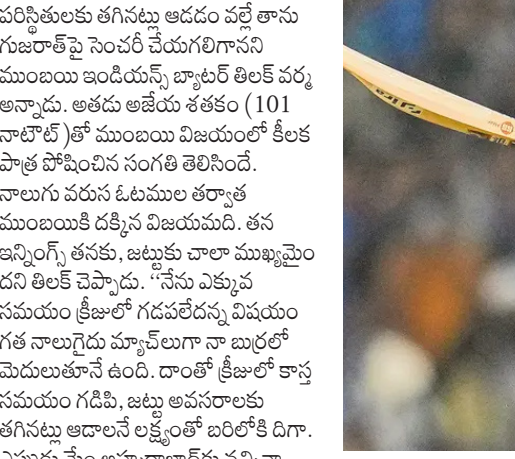 పరిస్థితులకు తగినట్లు ఆడడం వల్లే తాను
గుజరాత్‌పై సెంచరీ చేయగలిగానని
ముంబయి ఇండియన్స్ బ్యాటర్ తిలక్ వర్మ
అన్నాడు. అతడు అజేయ శతకం (101
నాటౌట్)తో ముంబయి విజయంలో కీలక
పాత్ర పోషించిన సంగతి తెలిసిందే.
నాలుగు వరుస ఓటముల తర్వాత
ముంబయికి దక్కిన విజయమది. తన
ఇన్నింగ్స్ తనకు, జట్టుకు చాలా ముఖ్యమైం
దని తిలక్ చెప్పాడు. “నేను ఎక్కువ
సమయం క్రీజులో గడపలేదన్న విషయం
గత నాలుగైదు మ్యాచ్‌లుగా నా బుర్రలో
మెదులుతూనే ఉంది. దాంతో క్రీజులో కాస్త
సమయం గడిపి, జట్టు అవసరాలకు
తగినట్లు ఆడాలనే లక్ష్యంతో బరిలోకి దిగా.